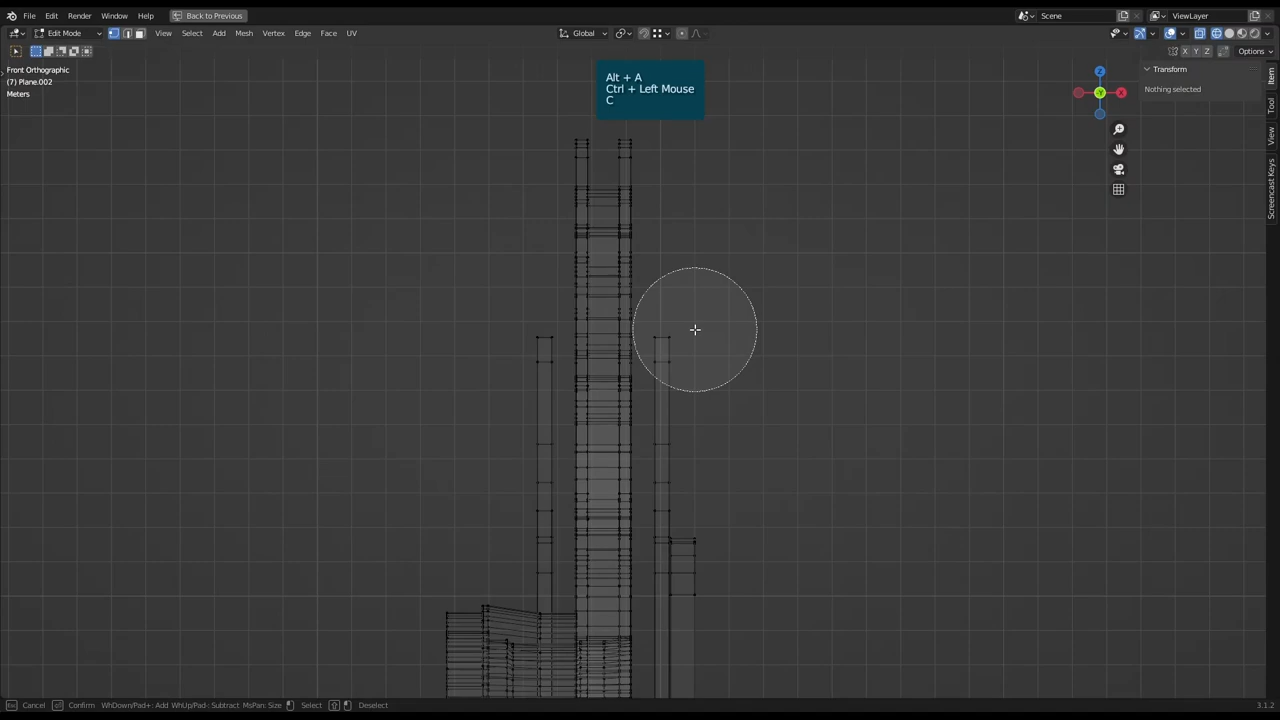 File Edit Render Window Help Back to Previous Scene ViewLayer
Edit Mode View Select Add Mesh Vertex Edge Face UV Global
X Y Z Options
Front Orthographic
(7) Plane.002
Meters
Alt + A
Ctrl + Left Mouse
C
Z
Y
X
Transform
Nothing selected
Item
Tool
View
Screencast Keys
Esc Cancel Confirm WhDown/Pad+: Add WhUp/Pad-: Subtract MsPan: Size Select Deselect 3.1.2